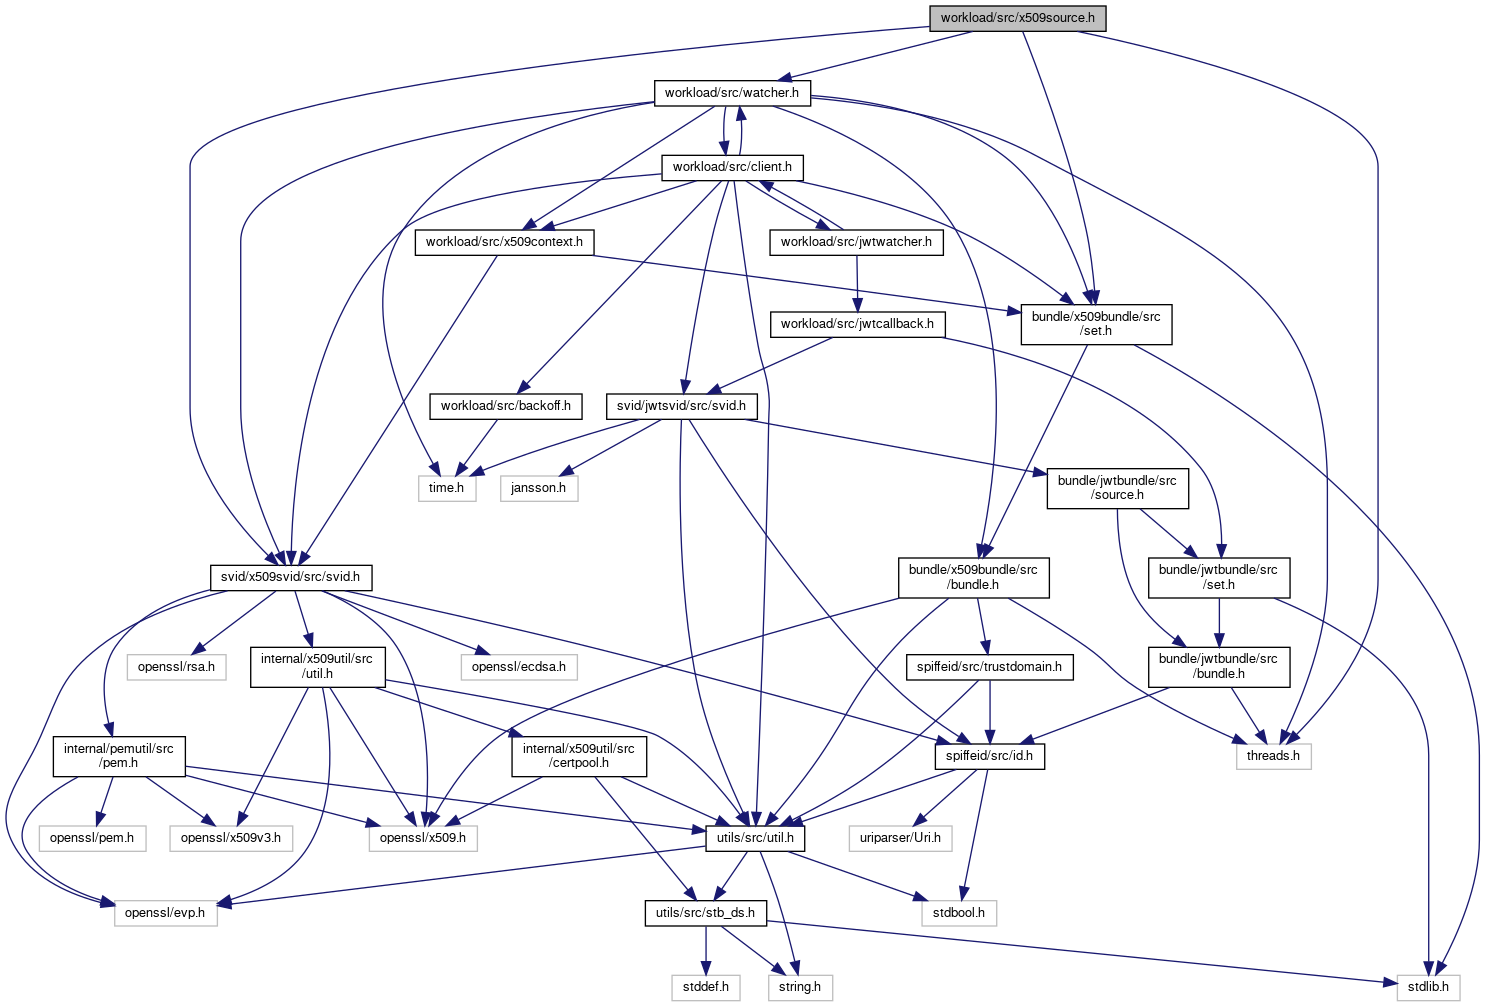 workload/src/x509source.h
workload/src/watcher.h
workload/src/client.h
workload/src/x509context.h
workload/src/jwtwatcher.h
bundle/x509bundle/src
/set.h
workload/src/jwtcallback.h
workload/src/backoff.h
svid/jwtsvid/src/svid.h
time.h
jansson.h
bundle/jwtbundle/src
/source.h
svid/x509svid/src/svid.h
bundle/x509bundle/src
/bundle.h
bundle/jwtbundle/src
/set.h
openssl/rsa.h
internal/x509util/src
/util.h
openssl/ecdsa.h
spiffeid/src/trustdomain.h
bundle/jwtbundle/src
/bundle.h
internal/pemutil/src
/pem.h
internal/x509util/src
/certpool.h
spiffeid/src/id.h
threads.h
openssl/pem.h
openssl/x509v3.h
openssl/x509.h
utils/src/util.h
uriparser/Uri.h
openssl/evp.h
utils/src/stb_ds.h
stdbool.h
stddef.h
string.h
stdlib.h